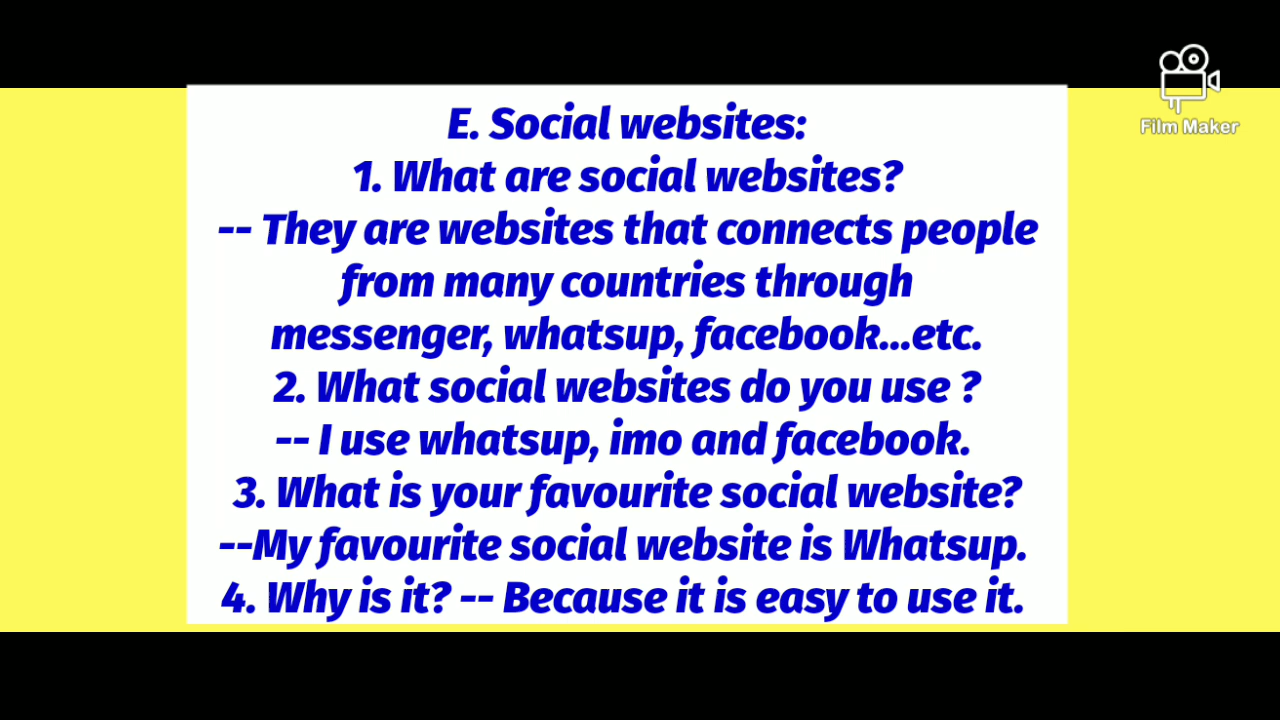 E. Social websites:
1. What are social websites?
-- They are websites that connects people
from many countries through
messenger, whatsup, facebook...etc.
2. What social websites do you use ?
-- I use whatsup, imo and facebook.
3. What is your favourite social website?
--My favourite social website is Whatsup.
4. Why is it? -- Because it is easy to use it.
Film Maker